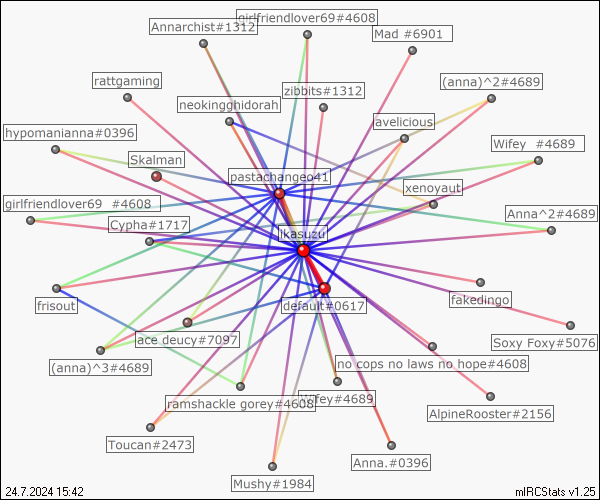 girlfriendlover69#4608
Annarchist#1312
Mad #6901
rattgaming
zibbits#1312
(anna)^2#4689
neokingghidorah
avelicious
hypomanianna#0396
Wifey #4689
Skalman
pastachangeo41
xenoyaut
girlfriendlover69 #4608
Anna^2#4689
Cypha#1717
ikasuzu
fakedingo
frisout
default#0617
ace.deucy#7097
Soxy Foxy#5076
(anna)^3#4689
no cops no laws no hope#4608
ramshackle gorey#4608
Wifey#4689
AlpineRooster#2156
Toucan#2473
Anna.#0396
Mushy#1984
24.7.2024 15:42
mIRCStats v1.25